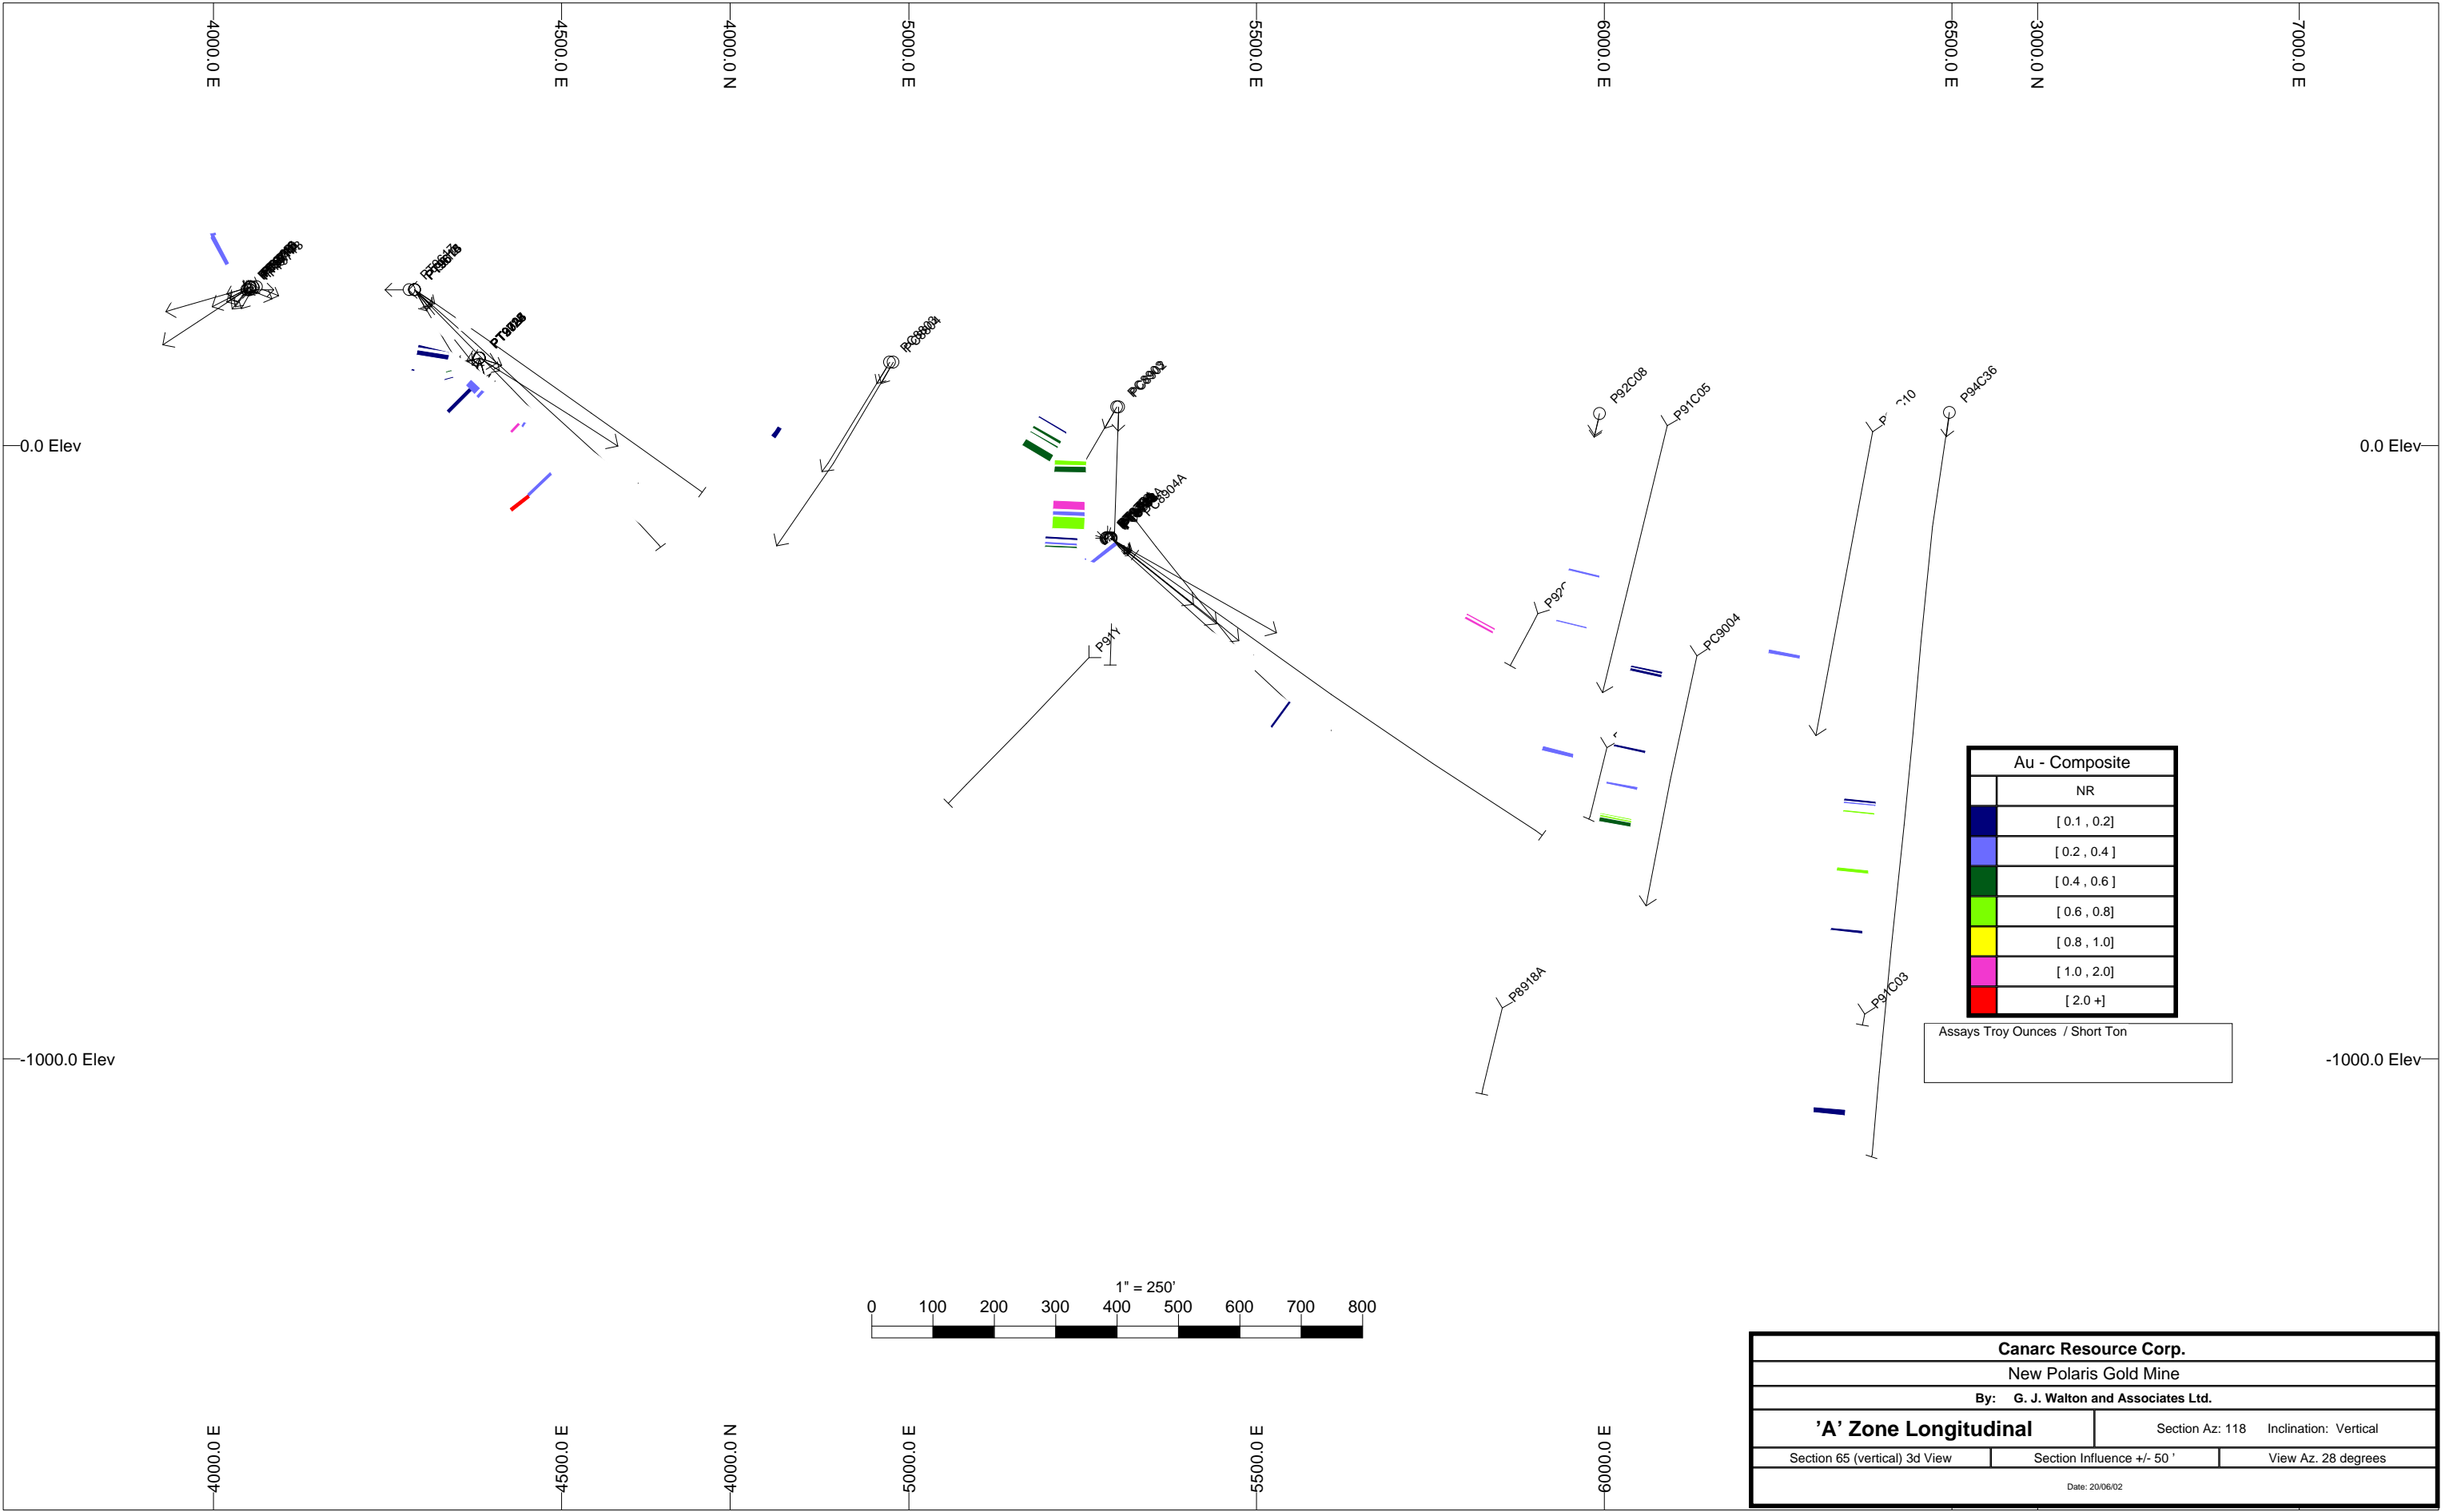 4000.0 E
4500.0 E
4000.0 N
5000.0 E
5500.0 E
6000.0 E
6500.0 E
3000.0 N
7000.0 E
P92C08
P91C05
P94C36
PC8904A
0.0 Elev
0.0 Elev
PC9004
P8918A
P91C03
Au - Composite
NR
[ 0.1 , 0.2]
[ 0.2 , 0.4 ]
[ 0.4 , 0.6 ]
[ 0.6 , 0.8]
[ 0.8 , 1.0]
[ 1.0 , 2.0]
[ 2.0 +]
Assays Troy Ounces / Short Ton
-1000.0 Elev
-1000.0 Elev
1" = 250'
0 100 200 300 400 500 600 700 800
4000.0 E
4500.0 E
4000.0 N
5000.0 E
5500.0 E
6000.0 E
Canarc Resource Corp.
New Polaris Gold Mine
By: G. J. Walton and Associates Ltd.
'A' Zone Longitudinal
Section Az: 118 Inclination: Vertical
Section 65 (vertical) 3d View
Section Influence +/- 50 '
View Az. 28 degrees
Date: 20/06/02